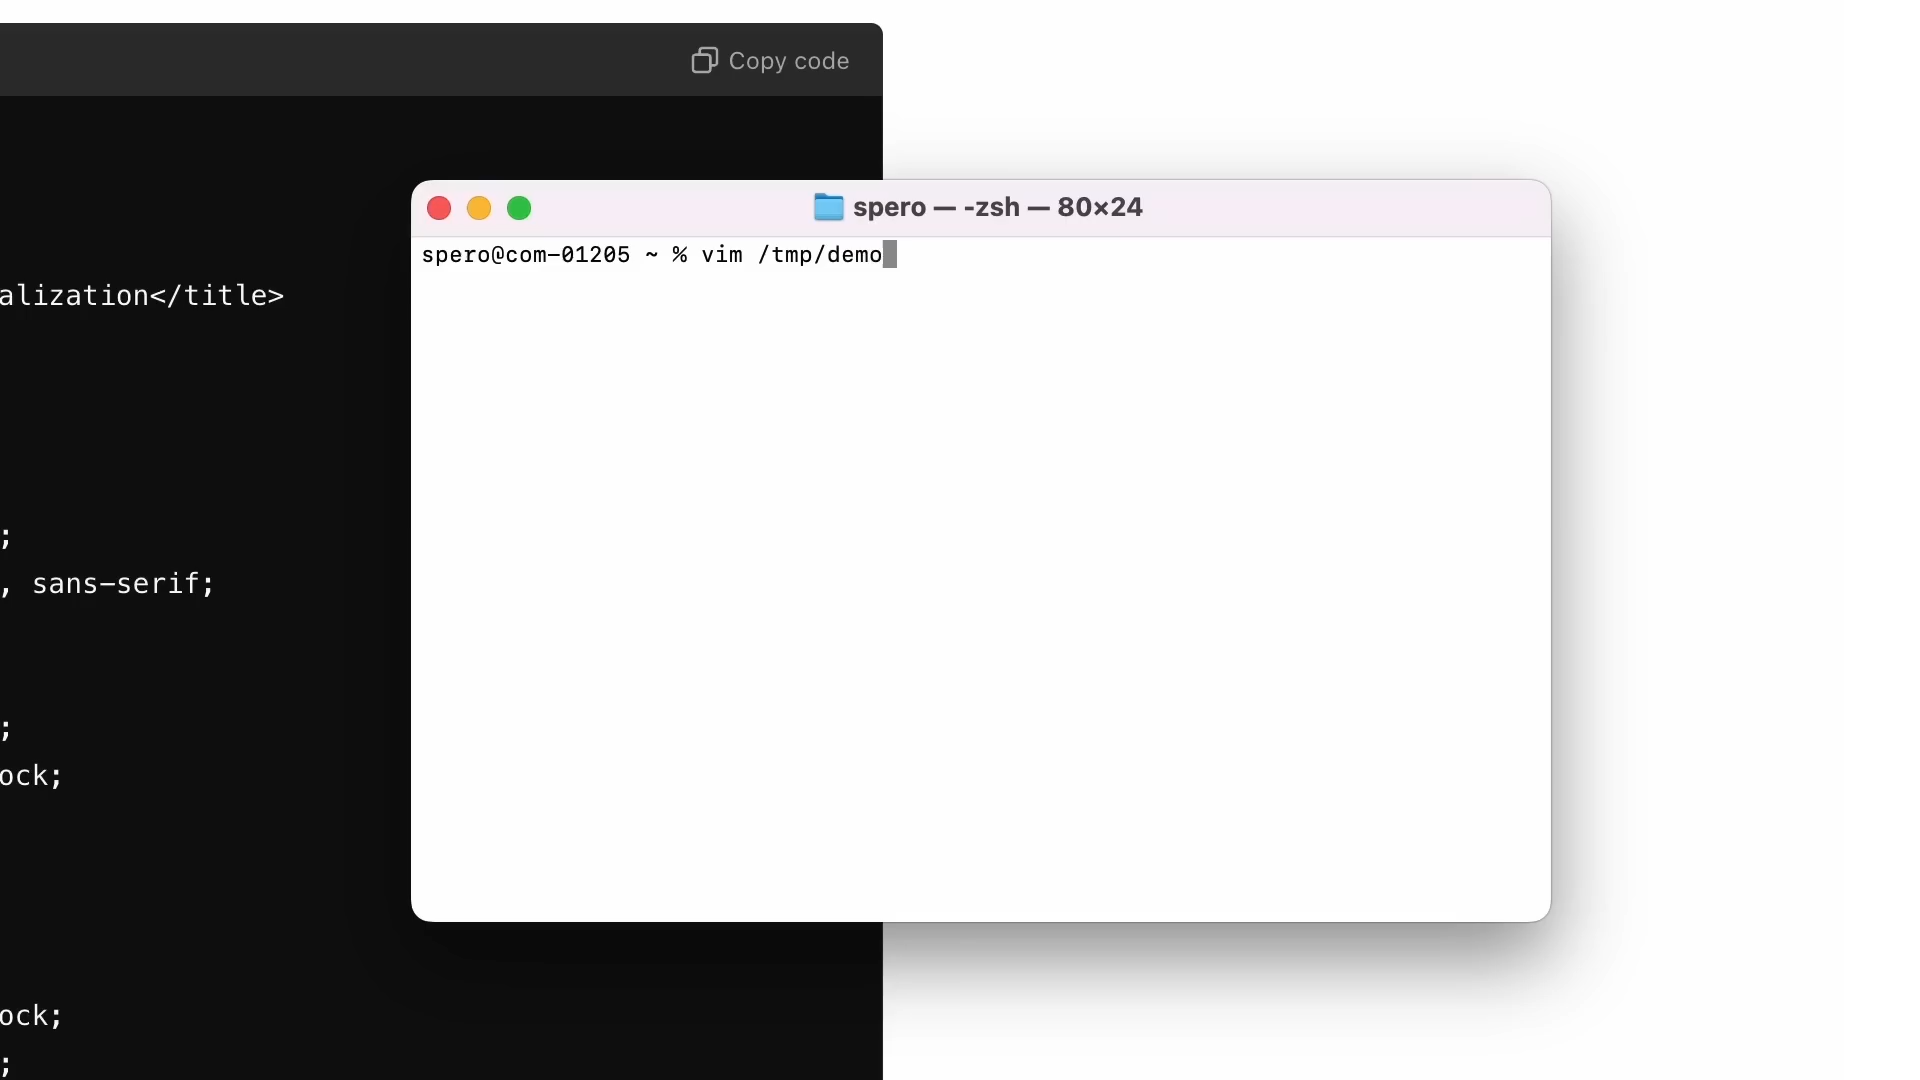 Copy code
spero — -zsh — 80×24
spero@com-01205 ~ % vim /tmp/demo
alization</title>
;
, sans-serif;
;
ock;
ock;
;